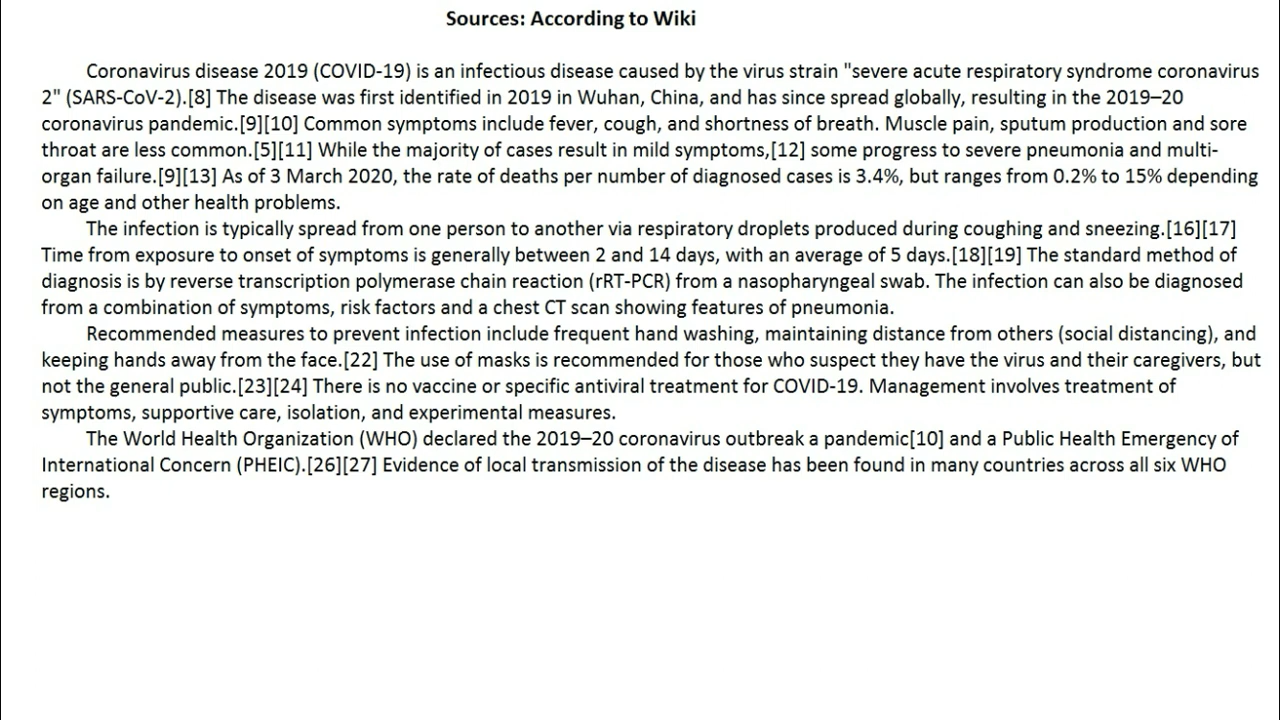 Sources: According to Wiki
Coronavirus disease 2019 (COVID-19) is an infectious disease caused by the virus strain "severe acute respiratory syndrome coronavirus
2" (SARS-CoV-2).[8] The disease was first identified in 2019 in Wuhan, China, and has since spread globally, resulting in the 2019–20
coronavirus pandemic.[9][10] Common symptoms include fever, cough, and shortness of breath. Muscle pain, sputum production and sore
throat are less common.[5][11] While the majority of cases result in mild symptoms,[12] some progress to severe pneumonia and multi-
organ failure.[9][13] As of 3 March 2020, the rate of deaths per number of diagnosed cases is 3.4%, but ranges from 0.2% to 15% depending
on age and other health problems.
The infection is typically spread from one person to another via respiratory droplets produced during coughing and sneezing.[16][17]
Time from exposure to onset of symptoms is generally between 2 and 14 days, with an average of 5 days.[18][19] The standard method of
diagnosis is by reverse transcription polymerase chain reaction (rRT-PCR) from a nasopharyngeal swab. The infection can also be diagnosed
from a combination of symptoms, risk factors and a chest CT scan showing features of pneumonia.
Recommended measures to prevent infection include frequent hand washing, maintaining distance from others (social distancing), and
keeping hands away from the face.[22] The use of masks is recommended for those who suspect they have the virus and their caregivers, but
not the general public.[23][24] There is no vaccine or specific antiviral treatment for COVID-19. Management involves treatment of
symptoms, supportive care, isolation, and experimental measures.
The World Health Organization (WHO) declared the 2019–20 coronavirus outbreak a pandemic[10] and a Public Health Emergency of
International Concern (PHEIC).[26][27] Evidence of local transmission of the disease has been found in many countries across all six WHO
regions.